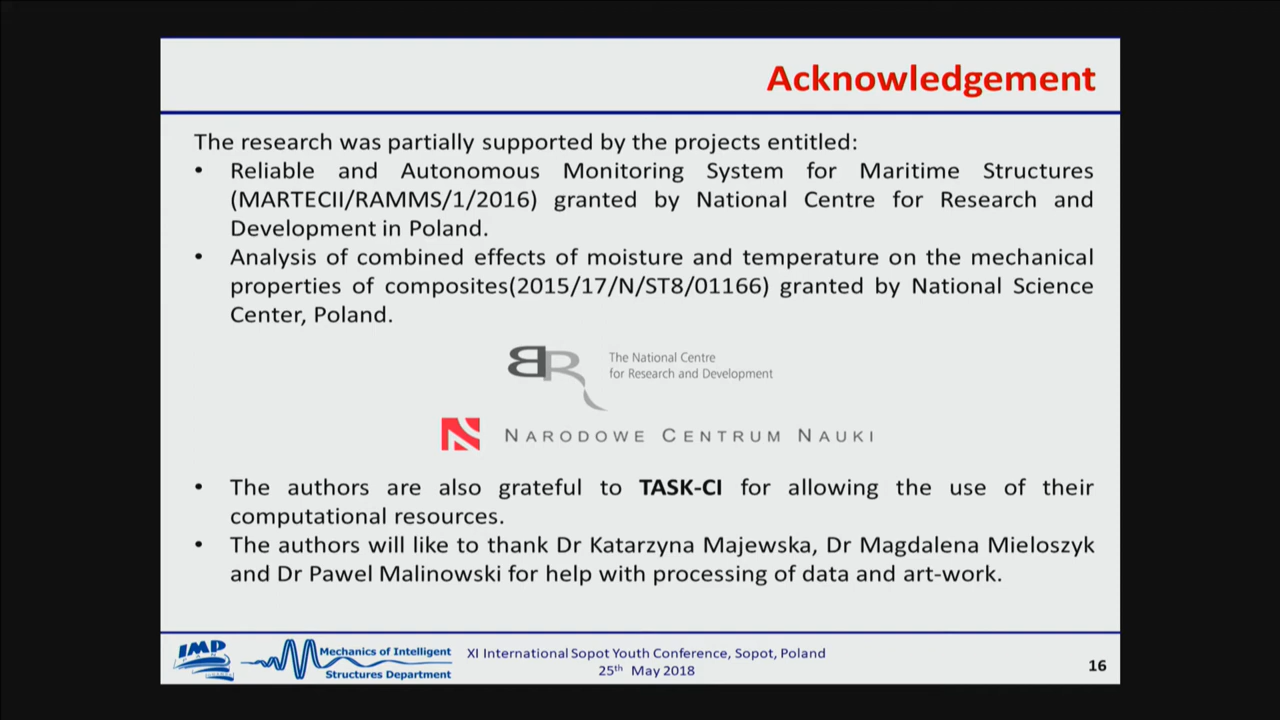 Acknowledgement
The research was partially supported by the projects entitled:
• Reliable and Autonomous Monitoring System for Maritime Structures
(MARTECII/RAMMS/1/2016) granted by National Centre for Research and
Development in Poland.
• Analysis of combined effects of moisture and temperature on the mechanical
properties of composites(2015/17/N/ST8/01166) granted by National Science
Center, Poland.
BR
The National Centre
for Research and Development
NARODOWE CENTRUM NAUKI
• The authors are also grateful to TASK-CI for allowing the use of their
computational resources.
• The authors will like to thank Dr Katarzyna Majewska, Dr Magdalena Mieloszyk
and Dr Pawel Malinowski for help with processing of data and art-work.
IMP
Mechanics of Intelligent
Structures Department
XI International Sopot Youth Conference, Sopot, Poland
25th May 2018
16